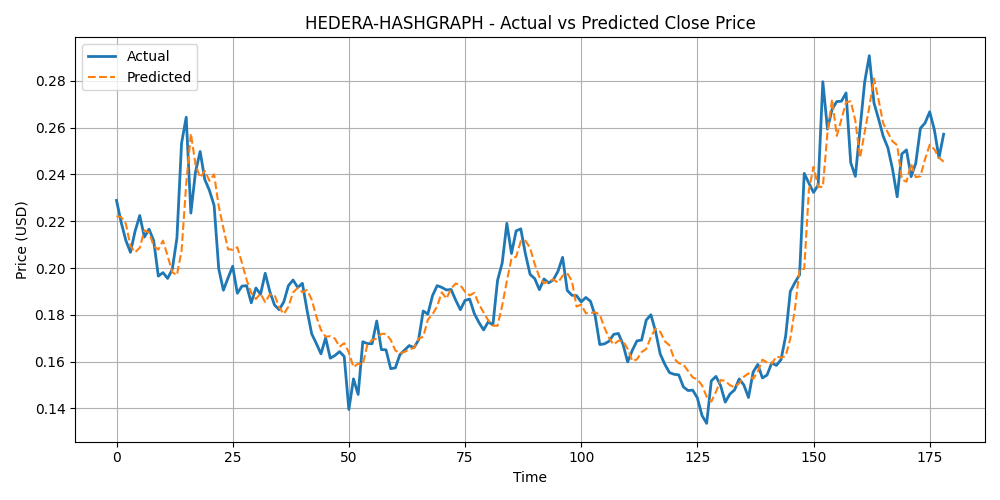 HEDERA-HASHGRAPH - Actual vs Predicted Close Price
Actual
Predicted
Price (USD)
0.28
0.26
0.24
0.22
0.20
0.18
0.16
0.14
0 25 50 75 100 125 150 175
Time